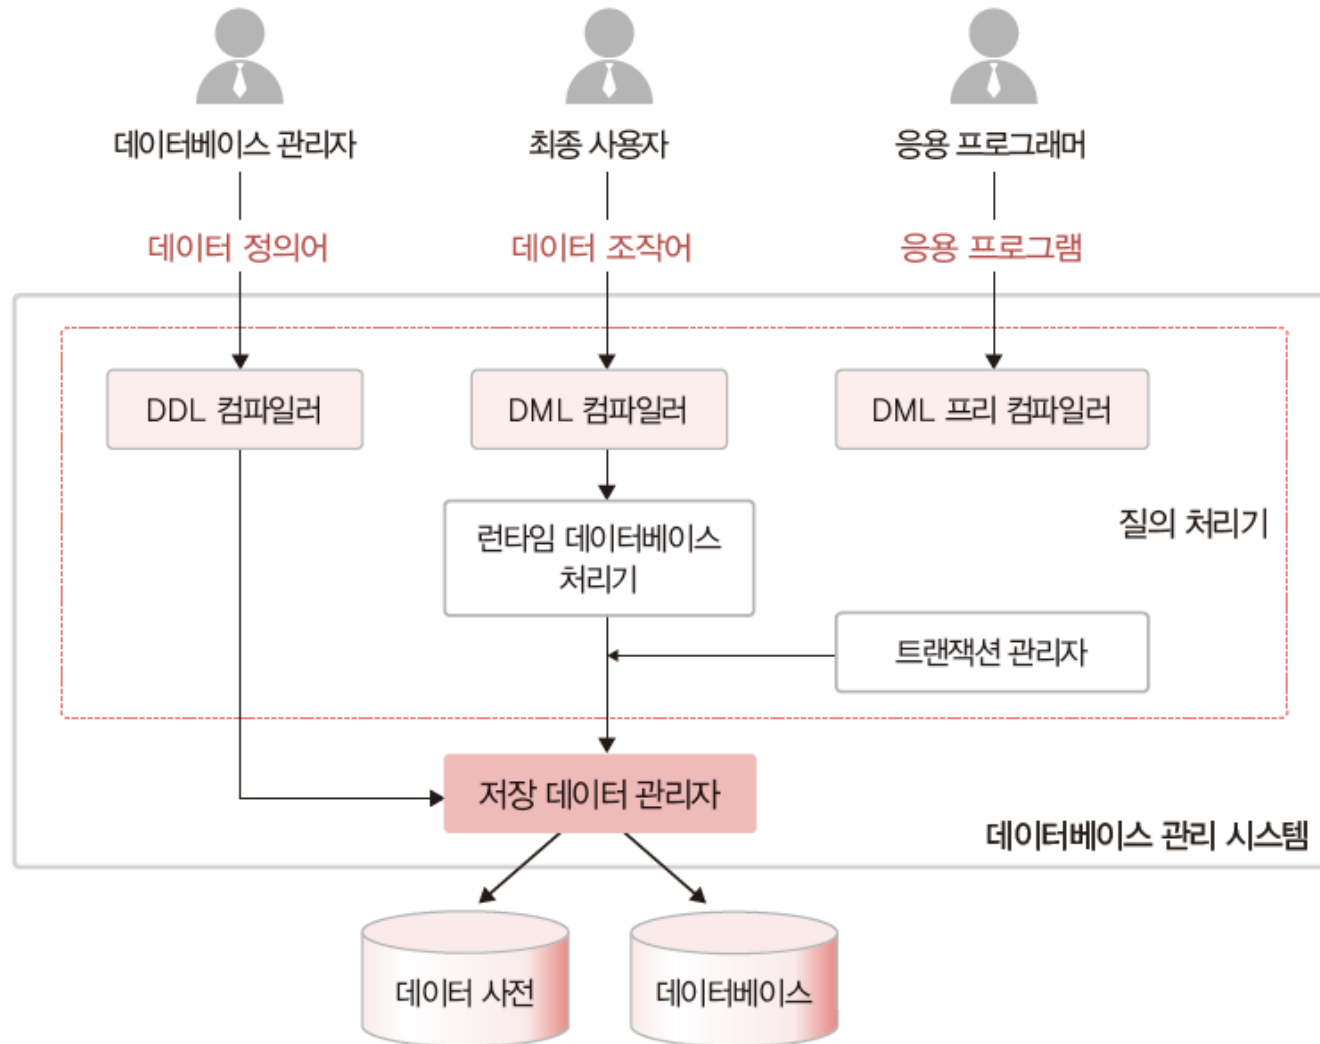 데이터베이스 관리자
최종 사용자
응용 프로그래머
데이터 정의어
데이터 조작어
응용 프로그램
DDL 컴파일러
DML 컴파일러
DML 프리 컴파일러
런타임 데이터베이스
처리기
질의 처리기
트랜잭션 관리자
저장 데이터 관리자
데이터베이스 관리 시스템
데이터 사전
데이터베이스